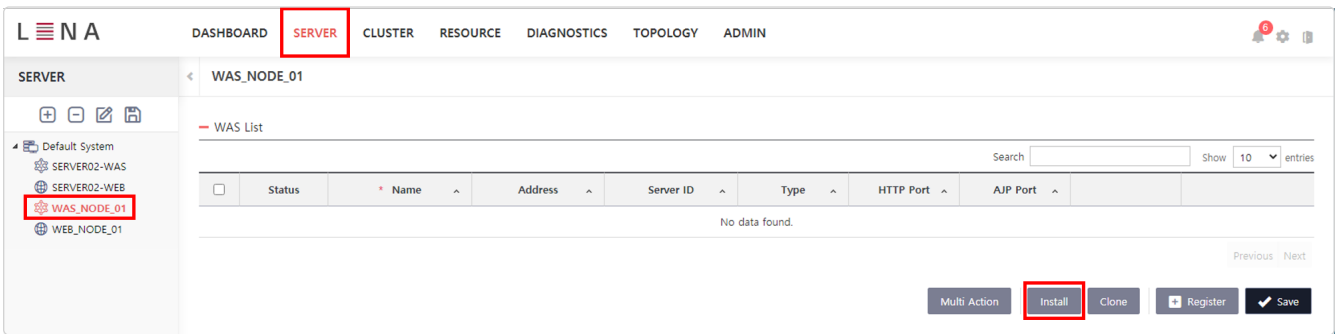 LENA
DASHBOARD SERVER CLUSTER RESOURCE DIAGNOSTICS TOPOLOGY ADMIN
6
SERVER
WAS_NODE_01
WAS List
Default System
SERVER02-WAS
SERVER02-WEB
WAS_NODE_01
WEB_NODE_01
Search
Show 10 entries
Status * Name Address Server ID Type HTTP Port AJP Port
No data found.
Previous Next
Multi Action Install Clone Register Save